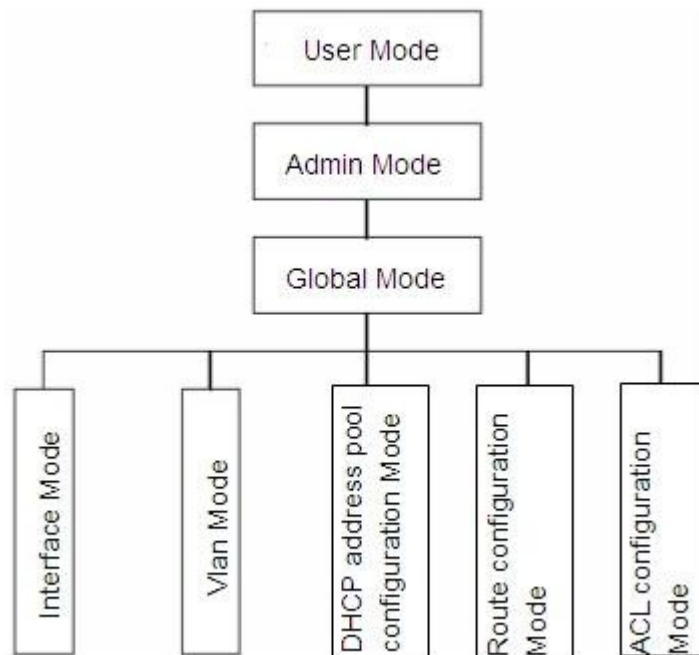 User Mode
Admin Mode
Global Mode
Interface Mode
Vlan Mode
DHCP address pool
configuration Mode
Route configuration
Mode
ACL configuration
Mode